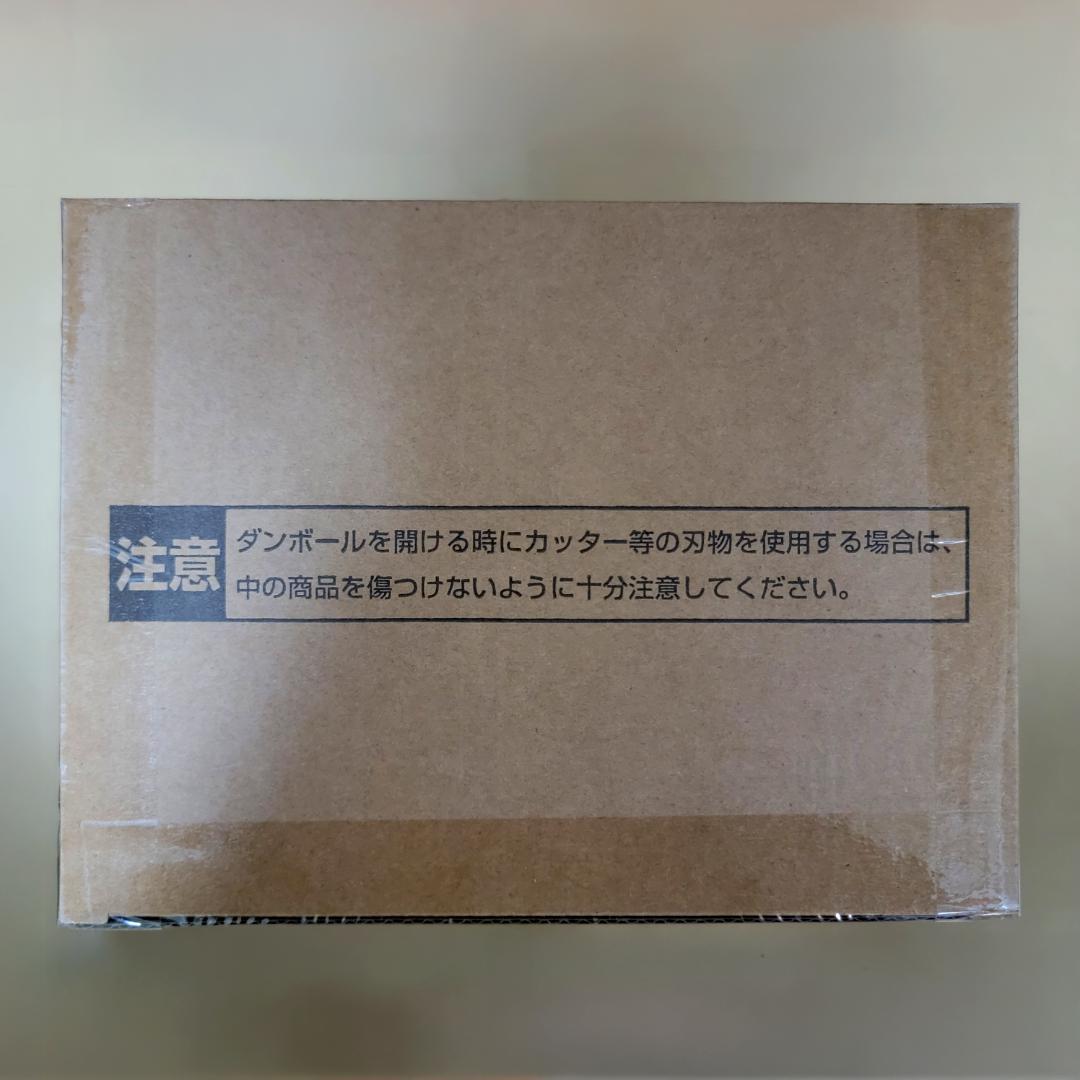 注意
ダンボールを開ける時にカッター等の刃物を使用する場合は、
中の商品を傷つけないように十分注意してください。